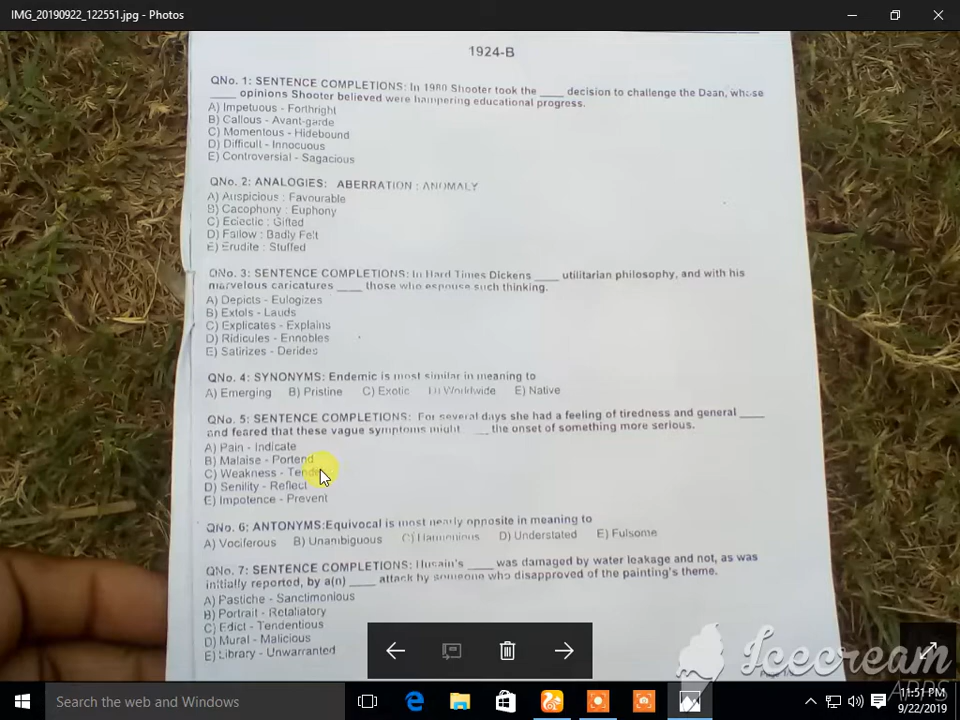 IMG_20190922_122551.jpg - Photos
1924-B
QNo. 1: SENTENCE COMPLETIONS: In 1980 Shooter took the ____ decision to challenge the Daan, whose
____ opinions Shooter believed were hampering educational progress.
A) Impetuous - Forthright
B) Callous - Avant-garde
C) Momentous - Hidebound
D) Difficult - Innocuous
E) Controversial - Sagacious
QNo. 2: ANALOGIES: ABERRATION : ANOMALY
A) Auspicious : Favourable
B) Cacophony : Euphony
C) Eclectic : Gifted
D) Fallow : Badly Felt
E) Erudite : Stuffed
QNo. 3: SENTENCE COMPLETIONS: In Hard Times Dickens ____ utilitarian philosophy, and with his
marvelous caricatures ____ those who espouse such thinking.
A) Depicts - Eulogizes
B) Extols - Lauds
C) Explicates - Explains
D) Ridicules - Ennobles
E) Satirizes - Derides
QNo. 4: SYNONYMS: Endemic is most similar in meaning to
A) Emerging B) Pristine C) Exotic D) Worldwide E) Native
QNo. 5: SENTENCE COMPLETIONS: For several days she had a feeling of tiredness and general ____
and feared that these vague symptoms might ____ the onset of something more serious.
A) Pain - Indicate
B) Malaise - Portend
C) Weakness -
D) Senility - Reflect
E) Impotence - Prevent
QNo. 6: ANTONYMS:Equivocal is most nearly opposite in meaning to
A) Vociferous B) Unambiguous C) Harmonious D) Understated E) Fulsome
QNo. 7: SENTENCE COMPLETIONS: Husain's ____ was damaged by water leakage and not, as was
initially reported, by a(n) ____ attack by someone who disapproved of the painting's theme.
A) Pastiche - Sanctimonious
B) Portrait - Retaliatory
C) Edict - Tendentious
D) Mural - Malicious
E) Library - Unwarranted
Icecream
APPS
Search the web and Windows
11:51 PM
9/22/2019